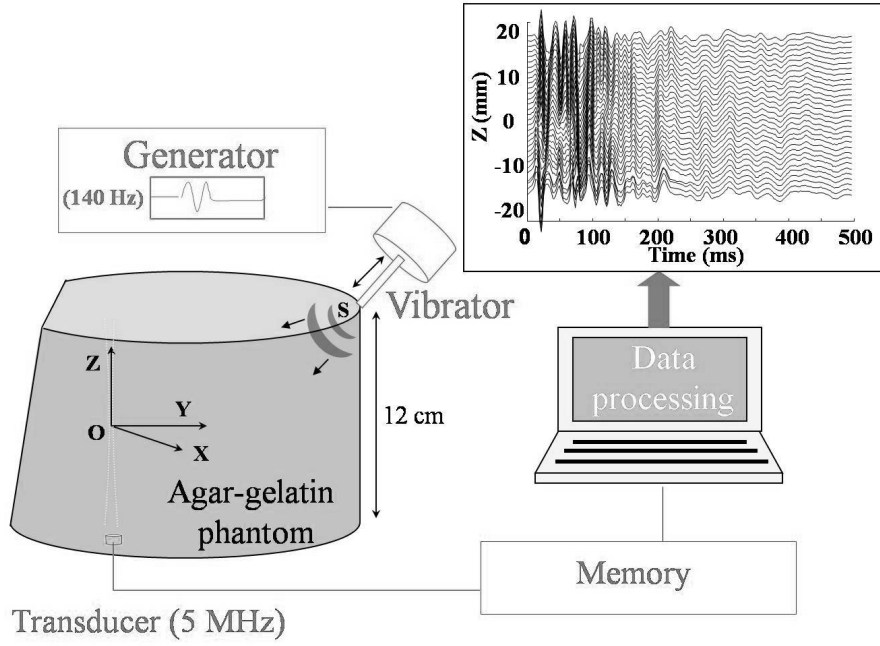 Generator
(140 Hz)
S
Vibrator
Z
Y
O
X
12 cm
Agar-gelatin
phantom
Transducer (5 MHz)
Memory
Data
processing
Z (mm)
20
10
0
-10
-20
0 100 200 300 400 500
Time (ms)